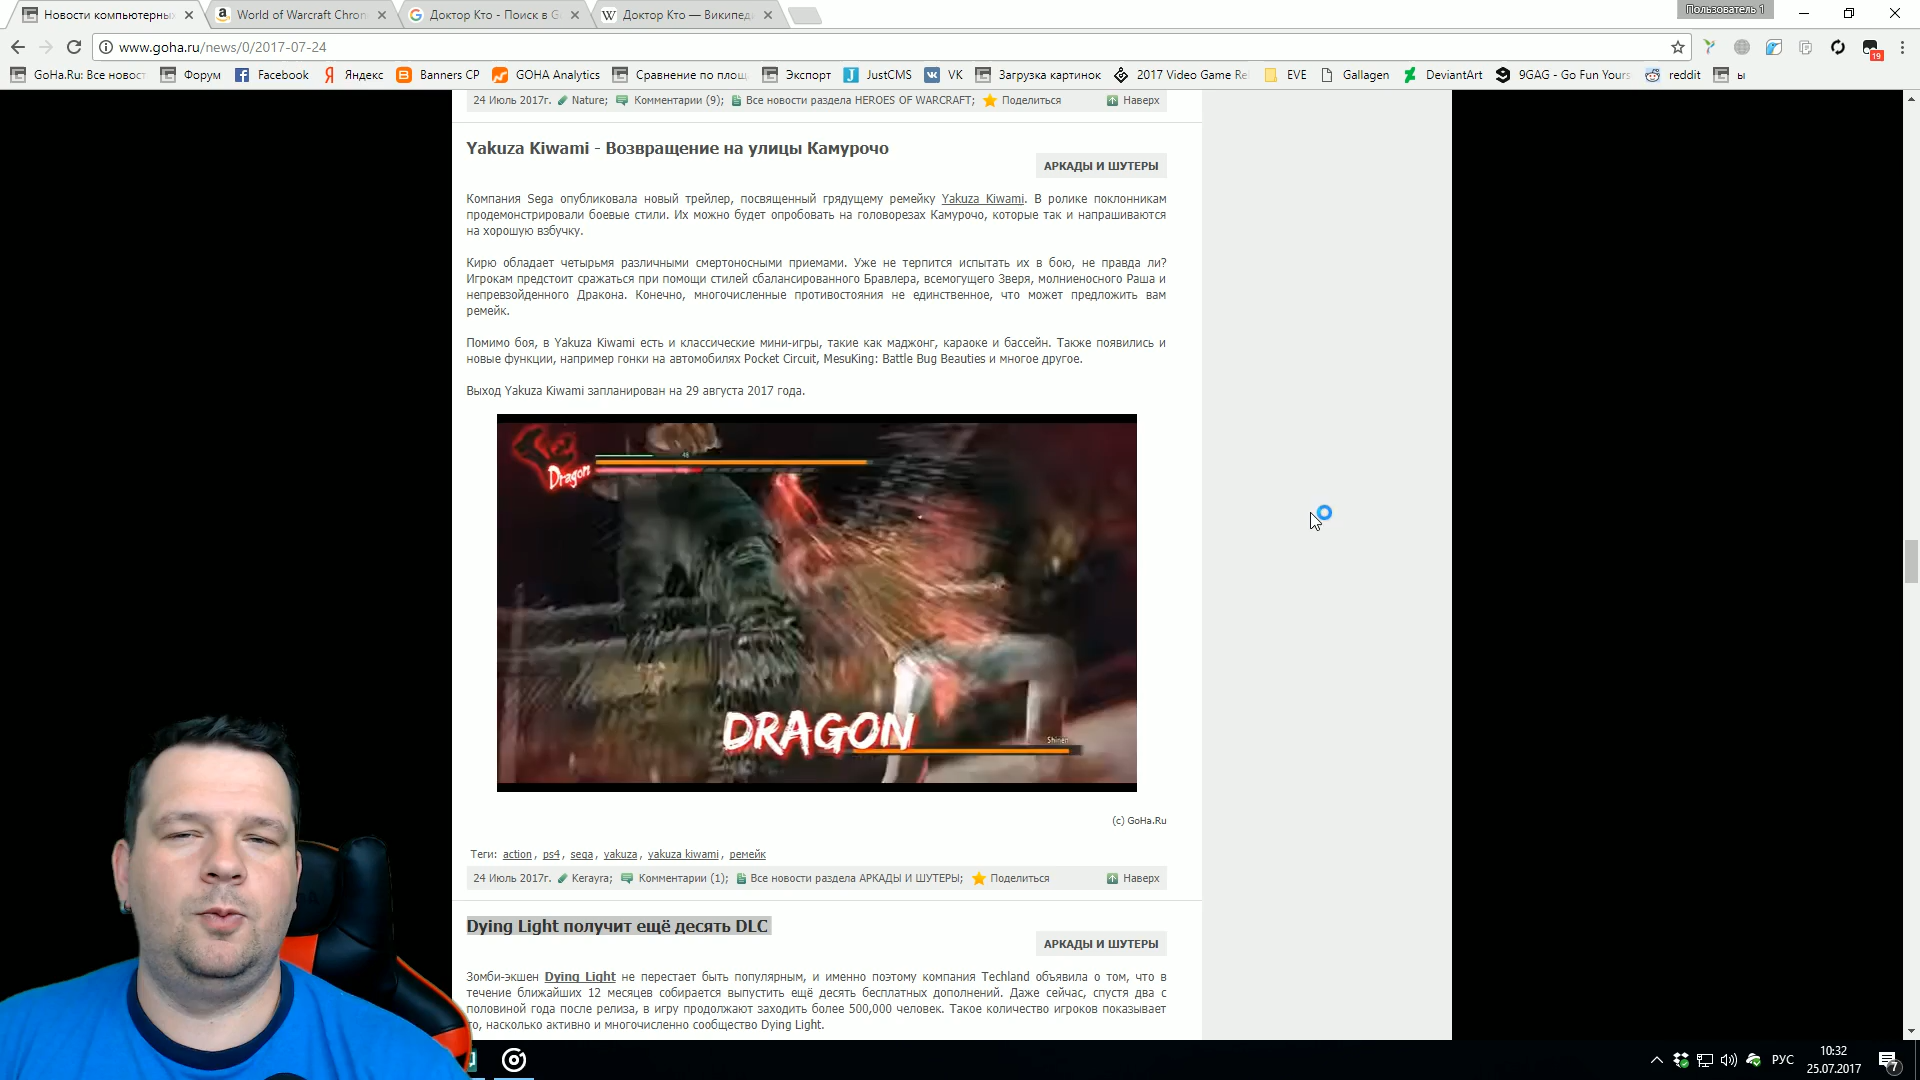 Новости компьютерных
World of Warcraft Chron
Доктор Кто - Поиск в G
Доктор Кто — Википед
Пользователь 1
www.goha.ru/news/0/2017-07-24
19
GoHa.Ru: Все новост
Форум
Facebook
Яндекс
Banners CP
GOHA Analytics
Сравнение по площ
Экспорт
JustCMS
VK
Загрузка картинок
2017 Video Game Rel
EVE
Gallagen
DeviantArt
9GAG - Go Fun Yours
reddit
ы
24 Июль 2017г. Nature; Комментарии (9); Все новости раздела HEROES OF WARCRAFT; Поделиться Наверх
Yakuza Kiwami - Возвращение на улицы Камурочо
АРКАДЫ И ШУТЕРЫ
Компания Sega опубликовала новый трейлер, посвященный грядущему ремейку Yakuza Kiwami. В ролике поклонникам
продемонстрировали боевые стили. Их можно будет опробовать на головорезах Камурочо, которые так и напрашиваются
на хорошую взбучку.
Кирю обладает четырьмя различными смертоносными приемами. Уже не терпится испытать их в бою, не правда ли?
Игрокам предстоит сражаться при помощи стилей сбалансированного Бравлера, всемогущего Зверя, молниеносного Раша и
непревзойденного Дракона. Конечно, многочисленные противостояния не единственное, что может предложить вам
ремейк.
Помимо боя, в Yakuza Kiwami есть и классические мини-игры, такие как маджонг, караоке и бассейн. Также появились и
новые функции, например гонки на автомобилях Pocket Circuit, MesuKing: Battle Bug Beauties и многое другое.
Выход Yakuza Kiwami запланирован на 29 августа 2017 года.
Dragon
DRAGON
Shinen
(c) GoHa.Ru
Теги: action, ps4, sega, yakuza, yakuza kiwami, ремейк
24 Июль 2017г. Kerayra; Комментарии (1); Все новости раздела АРКАДЫ И ШУТЕРЫ; Поделиться Наверх
Dying Light получит ещё десять DLC
АРКАДЫ И ШУТЕРЫ
Зомби-экшен Dying Light не перестает быть популярным, и именно поэтому компания Techland объявила о том, что в
течение ближайших 12 месяцев собирается выпустить ещё десять бесплатных дополнений. Даже сейчас, спустя два с
половиной года после релиза, в игру продолжают заходить более 500,000 человек. Такое количество игроков показывает
то, насколько активно и многочисленно сообщество Dying Light.
РУС
10:32
25.07.2017
7